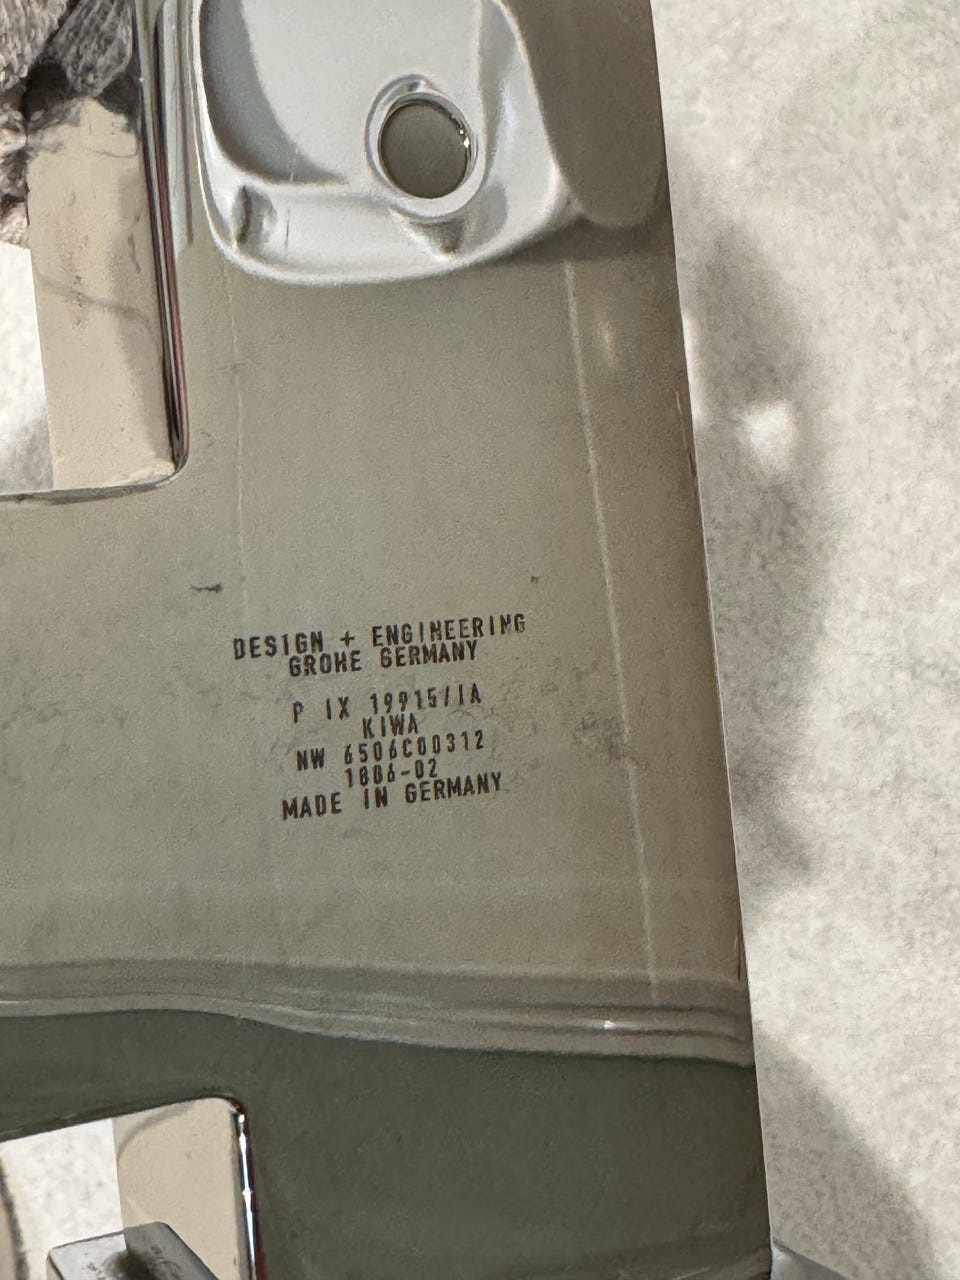 DESIGN + ENGINEERING
GROHE GERMANY
P IX 19915/IA
KIWA
NW 6506C00312
1806-02
MADE IN GERMANY